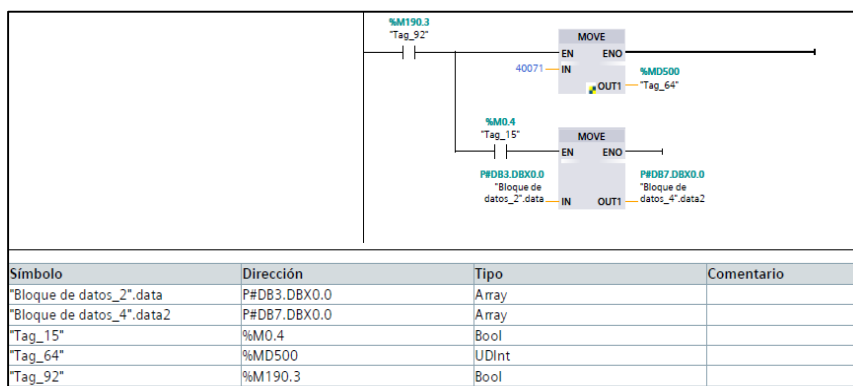 %M190.3
"Tag_92"
MOVE
EN ENO
40071 IN
%MD500
OUT1 "Tag_64"
%M0.4
"Tag_15"
MOVE
EN ENO
P#DB3.DBX0.0
"Bloque de
datos_2".data IN
P#DB7.DBX0.0
"Bloque de
OUT1 datos_4".data2
Símbolo Dirección Tipo Comentario
"Bloque de datos_2".data P#DB3.DBX0.0 Array
"Bloque de datos_4".data2 P#DB7.DBX0.0 Array
"Tag_15" %M0.4 Bool
"Tag_64" %MD500 UDInt
"Tag_92" %M190.3 Bool